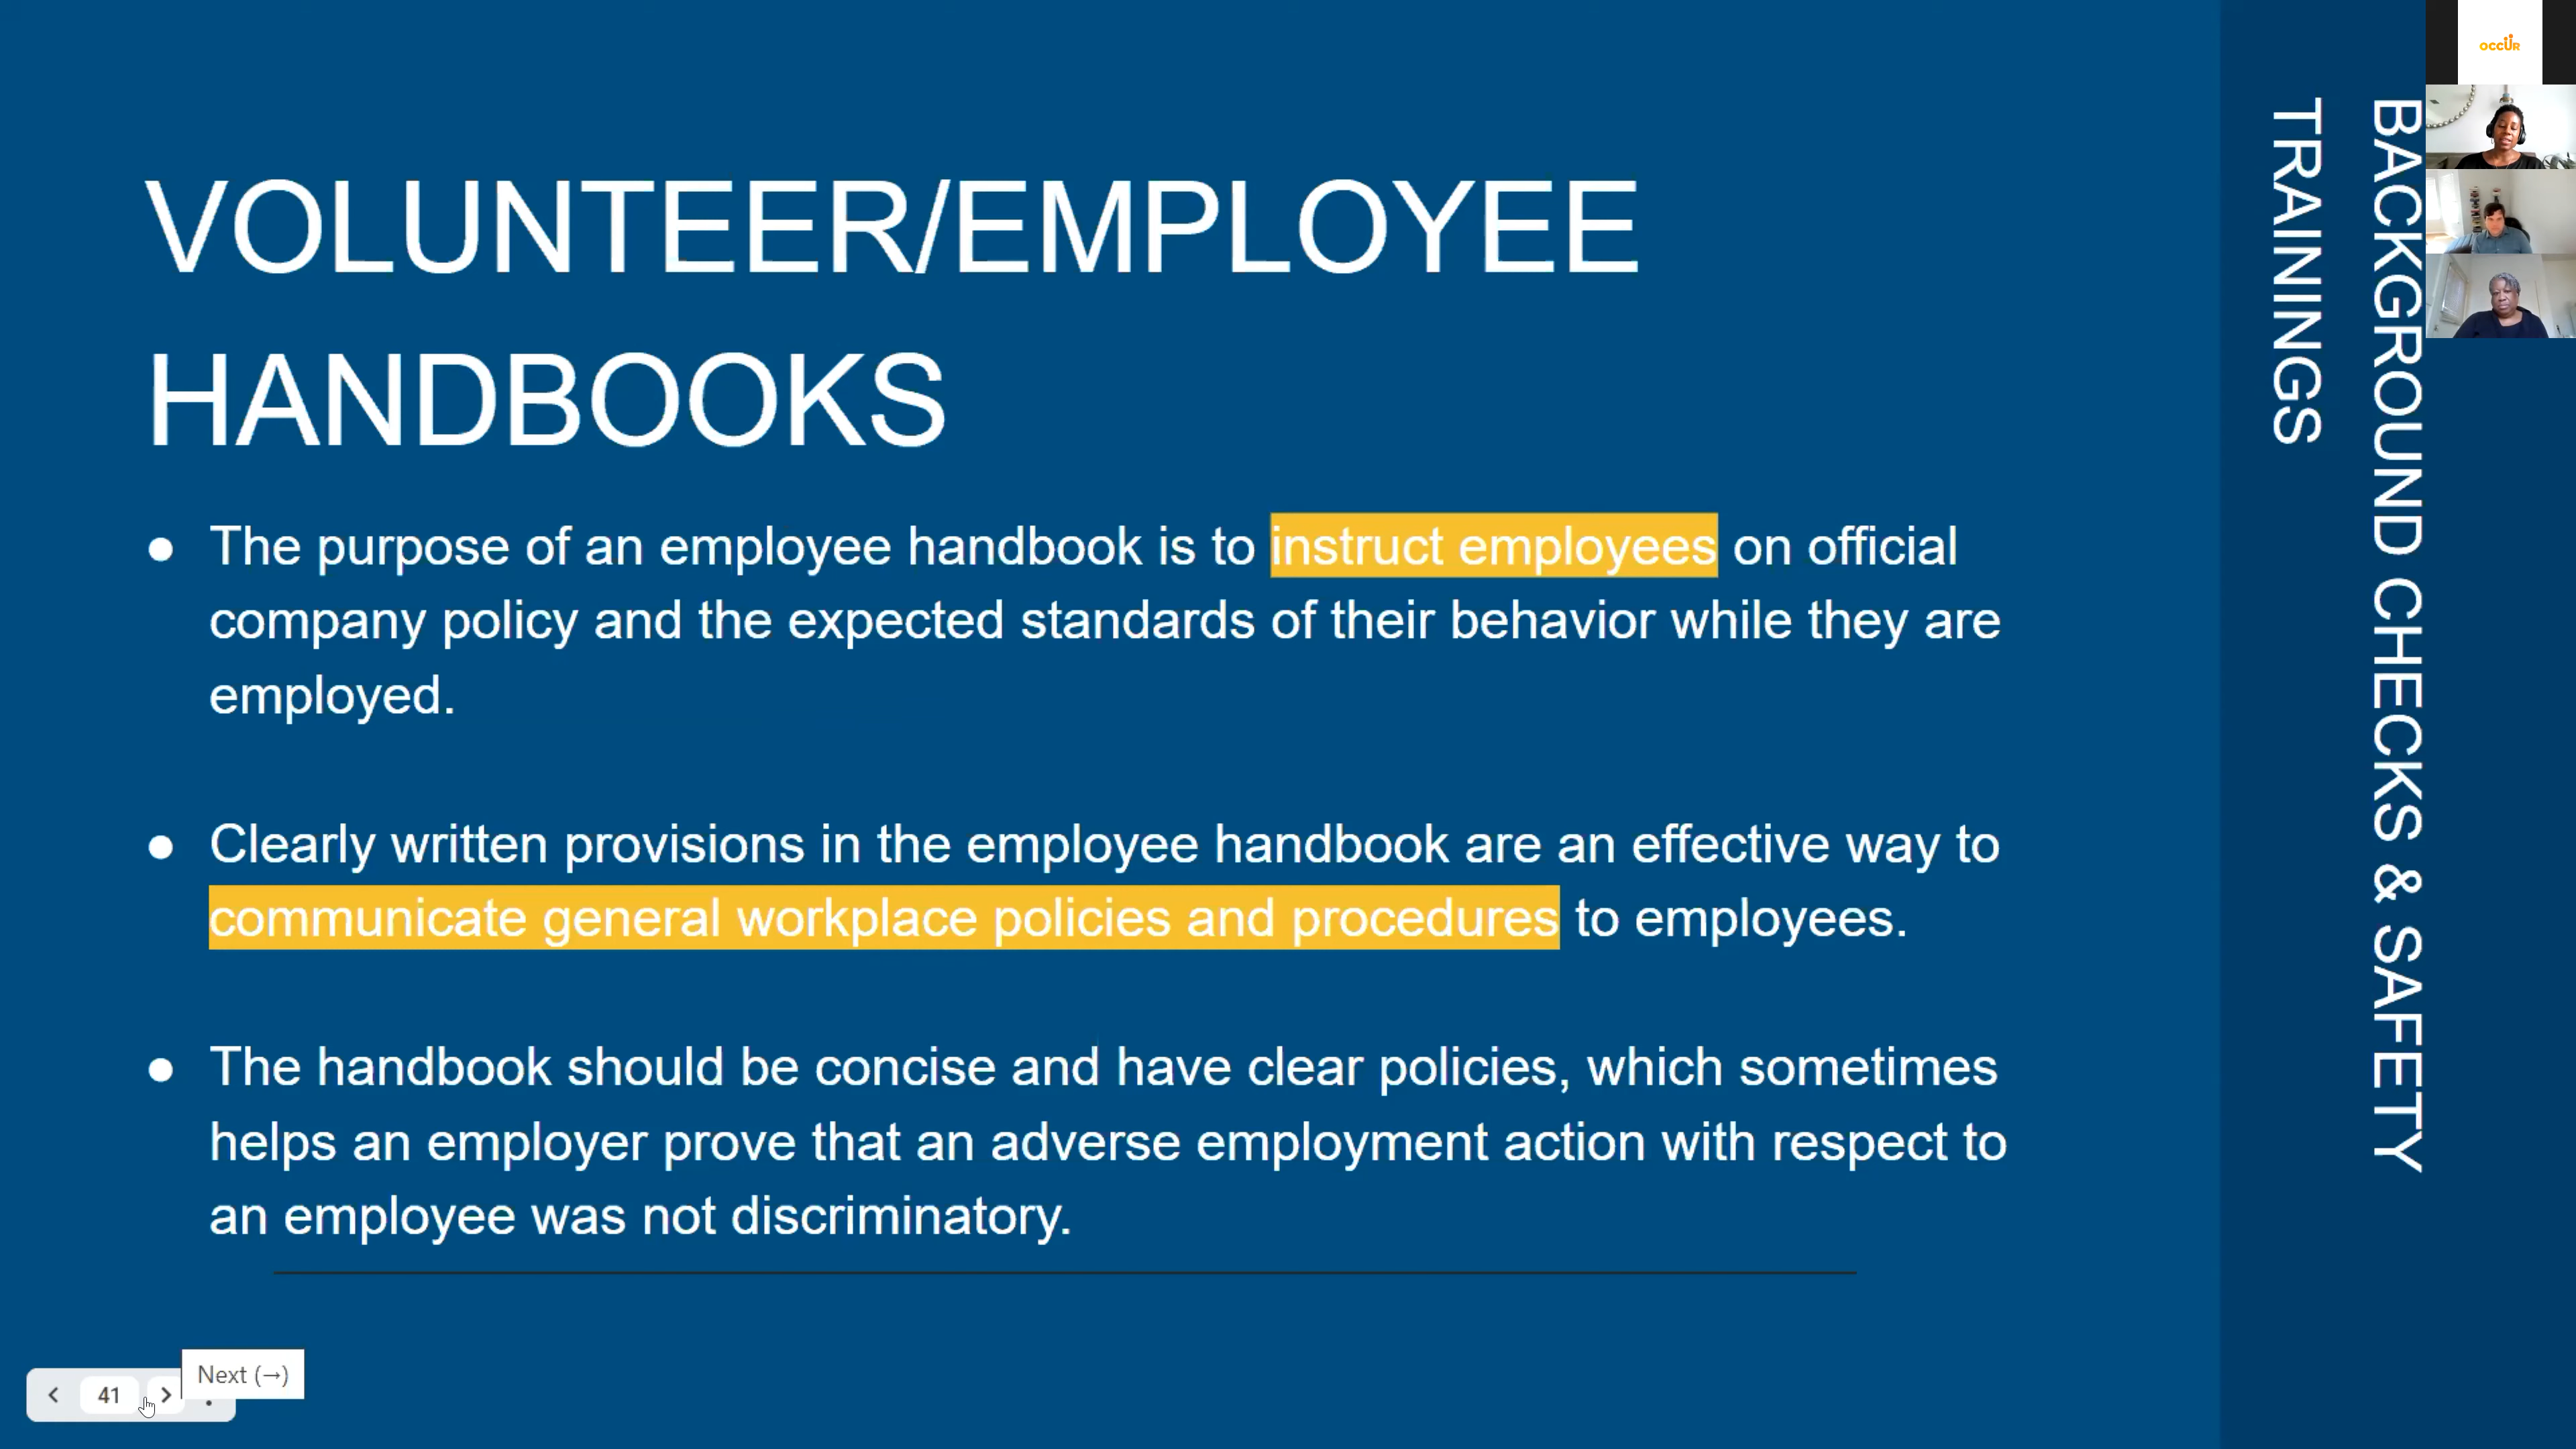 VOLUNTEER/EMPLOYEE
HANDBOOKS
● The purpose of an employee handbook is to instruct employees on official
company policy and the expected standards of their behavior while they are
employed.
● Clearly written provisions in the employee handbook are an effective way to
communicate general workplace policies and procedures to employees.
● The handbook should be concise and have clear policies, which sometimes
helps an employer prove that an adverse employment action with respect to
an employee was not discriminatory.
BACKGROUND CHECKS & SAFETY
TRAININGS
OCCUR
41
Next (→)